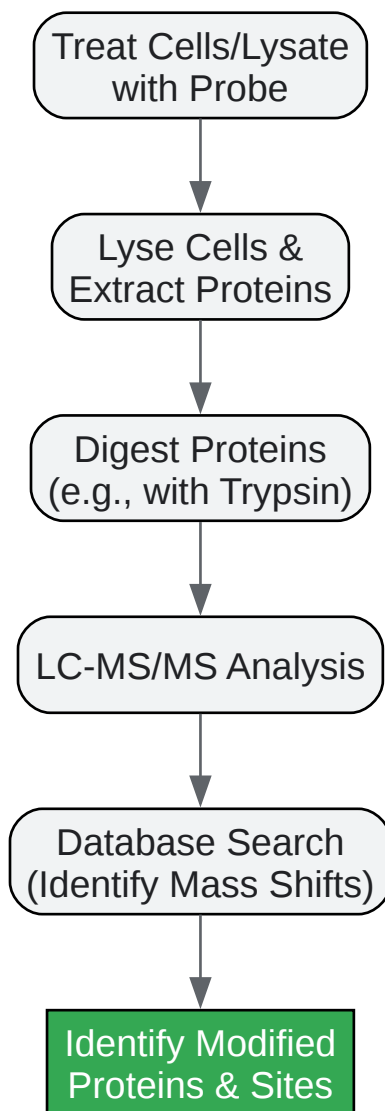 Treat Cells/Lysate
with Probe
Lyse Cells &
Extract Proteins
Digest Proteins
(e.g., with Trypsin)
LC-MS/MS Analysis
Database Search
(Identify Mass Shifts)
Identify Modified
Proteins & Sites